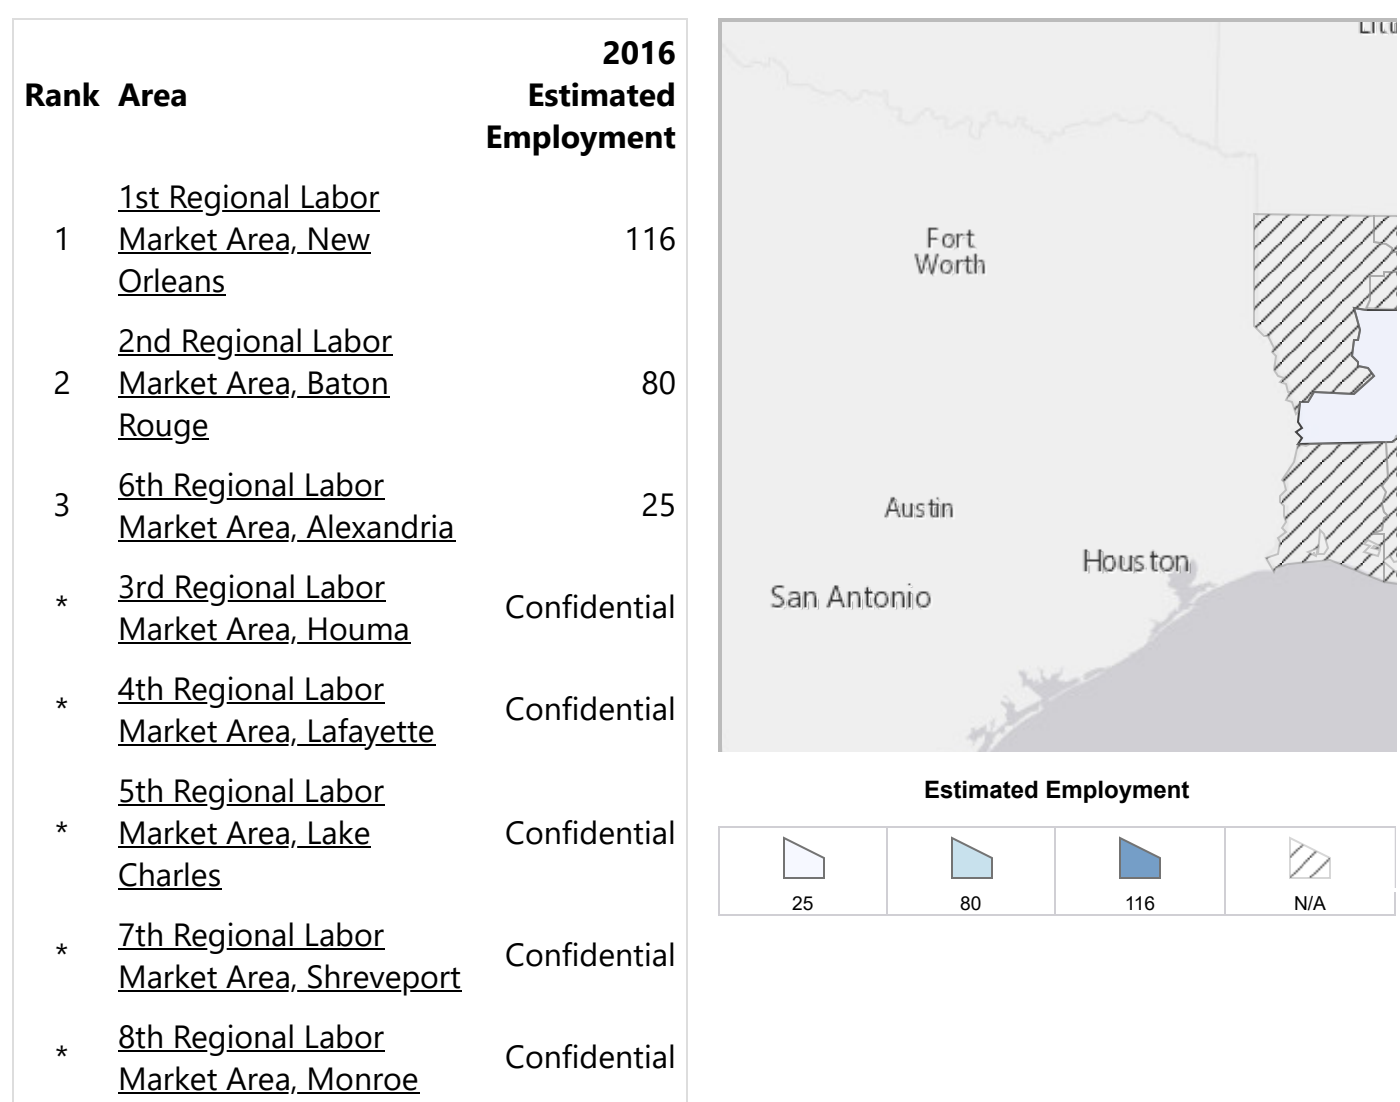 2016
Rank Area Estimated
Employment
1st Regional Labor
1 Market Area, New 116
Orleans
2nd Regional Labor
2 Market Area, Baton 80
Rouge
6th Regional Labor
3 Market Area, Alexandria 25
3rd Regional Labor
* Market Area, Houma Confidential
4th Regional Labor
* Market Area, Lafayette Confidential
5th Regional Labor
* Market Area, Lake Confidential
Charles
7th Regional Labor
* Market Area, Shreveport Confidential
8th Regional Labor
* Market Area, Monroe Confidential
Fort
Worth
Austin
Houston
San Antonio
Estimated Employment
25 80 116 N/A